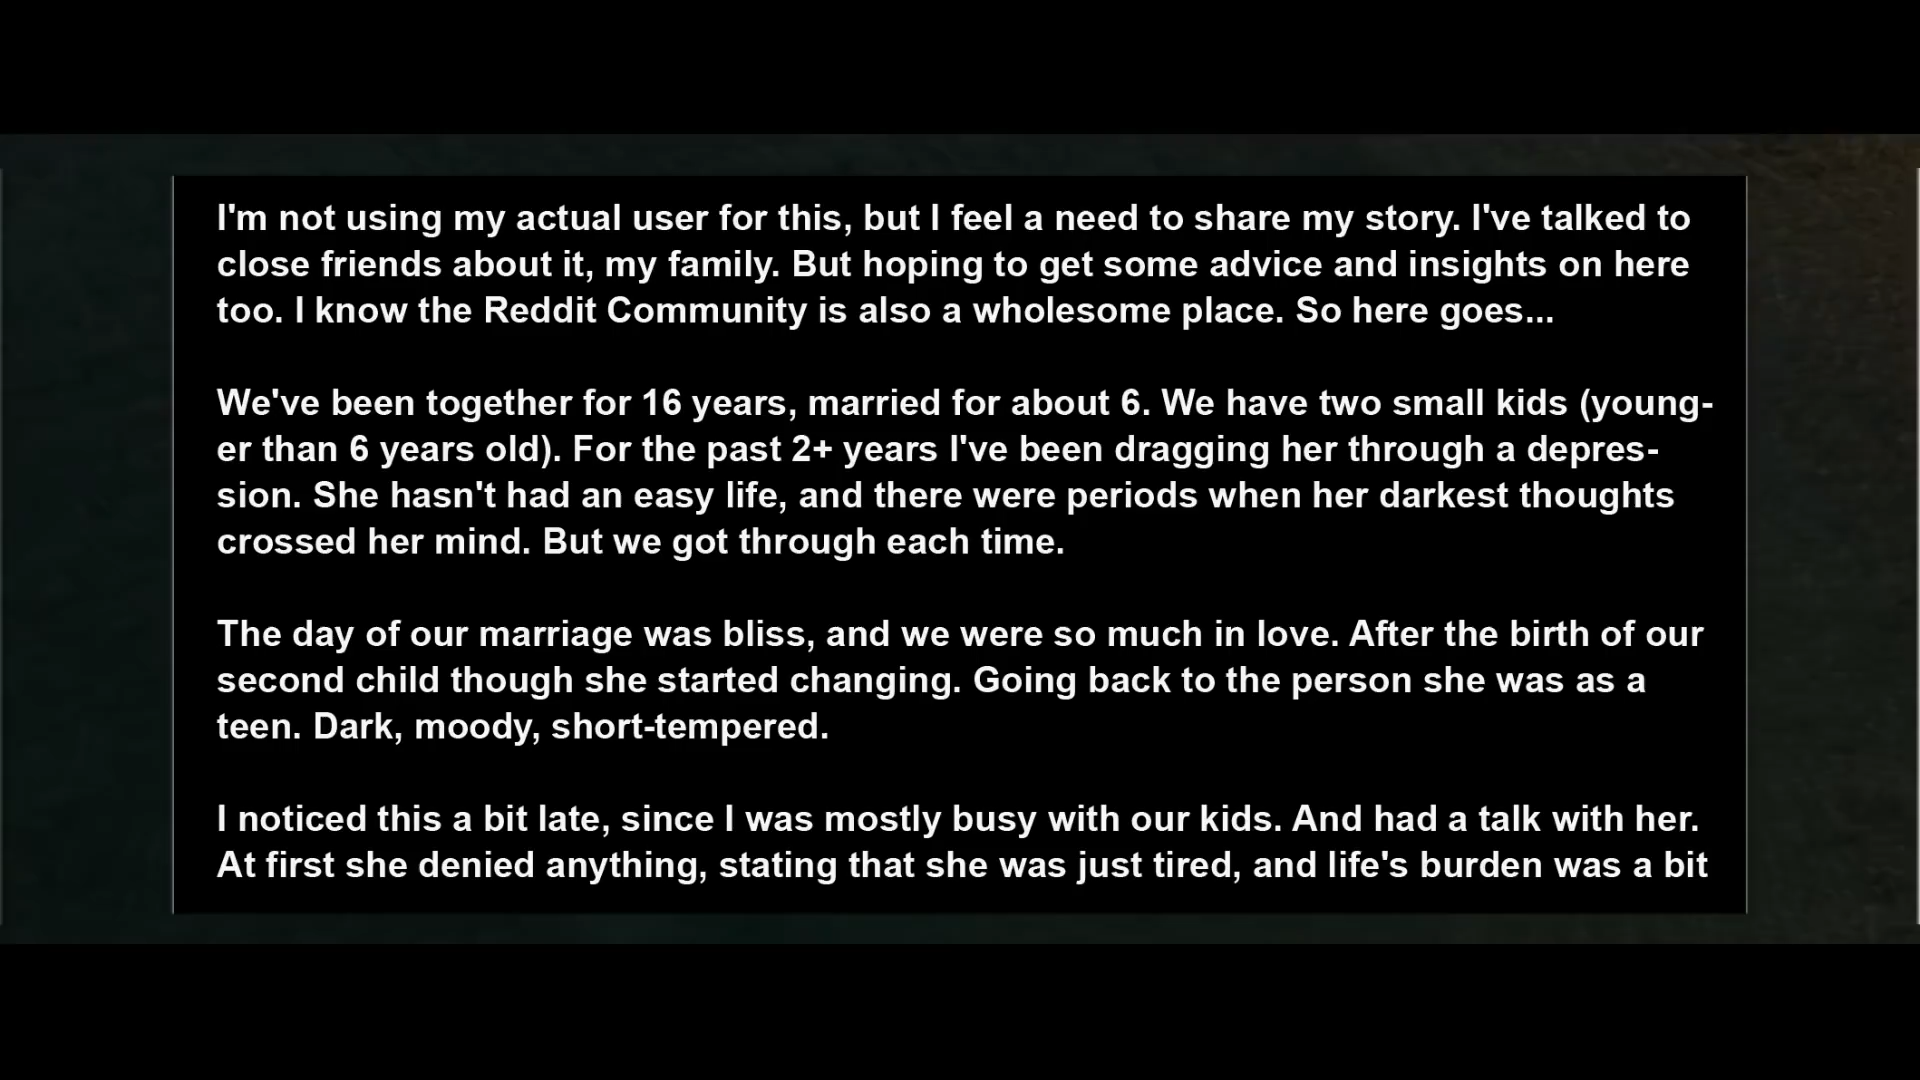 I'm not using my actual user for this, but I feel a need to share my story. I've talked to
close friends about it, my family. But hoping to get some advice and insights on here
too. I know the Reddit Community is also a wholesome place. So here goes...
We've been together for 16 years, married for about 6. We have two small kids (young-
er than 6 years old). For the past 2+ years I've been dragging her through a depres-
sion. She hasn't had an easy life, and there were periods when her darkest thoughts
crossed her mind. But we got through each time.
The day of our marriage was bliss, and we were so much in love. After the birth of our
second child though she started changing. Going back to the person she was as a
teen. Dark, moody, short-tempered.
I noticed this a bit late, since I was mostly busy with our kids. And had a talk with her.
At first she denied anything, stating that she was just tired, and life's burden was a bit